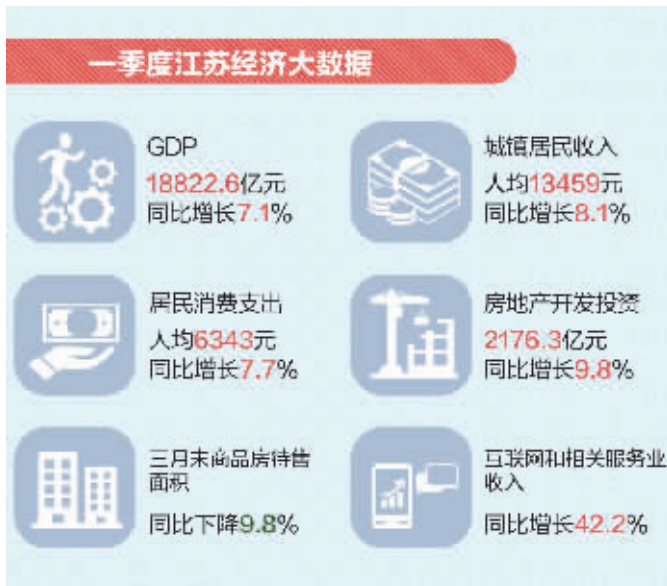 一季度江苏经济大数据
GDP
18822.6亿元
同比增长7.1%
城镇居民收入
人均13459元
同比增长8.1%
居民消费支出
人均6343元
同比增长7.7%
房地产开发投资
2176.3亿元
同比增长9.8%
三月末商品房待售
面积
同比下降9.8%
互联网和相关服务业
收入
同比增长42.2%